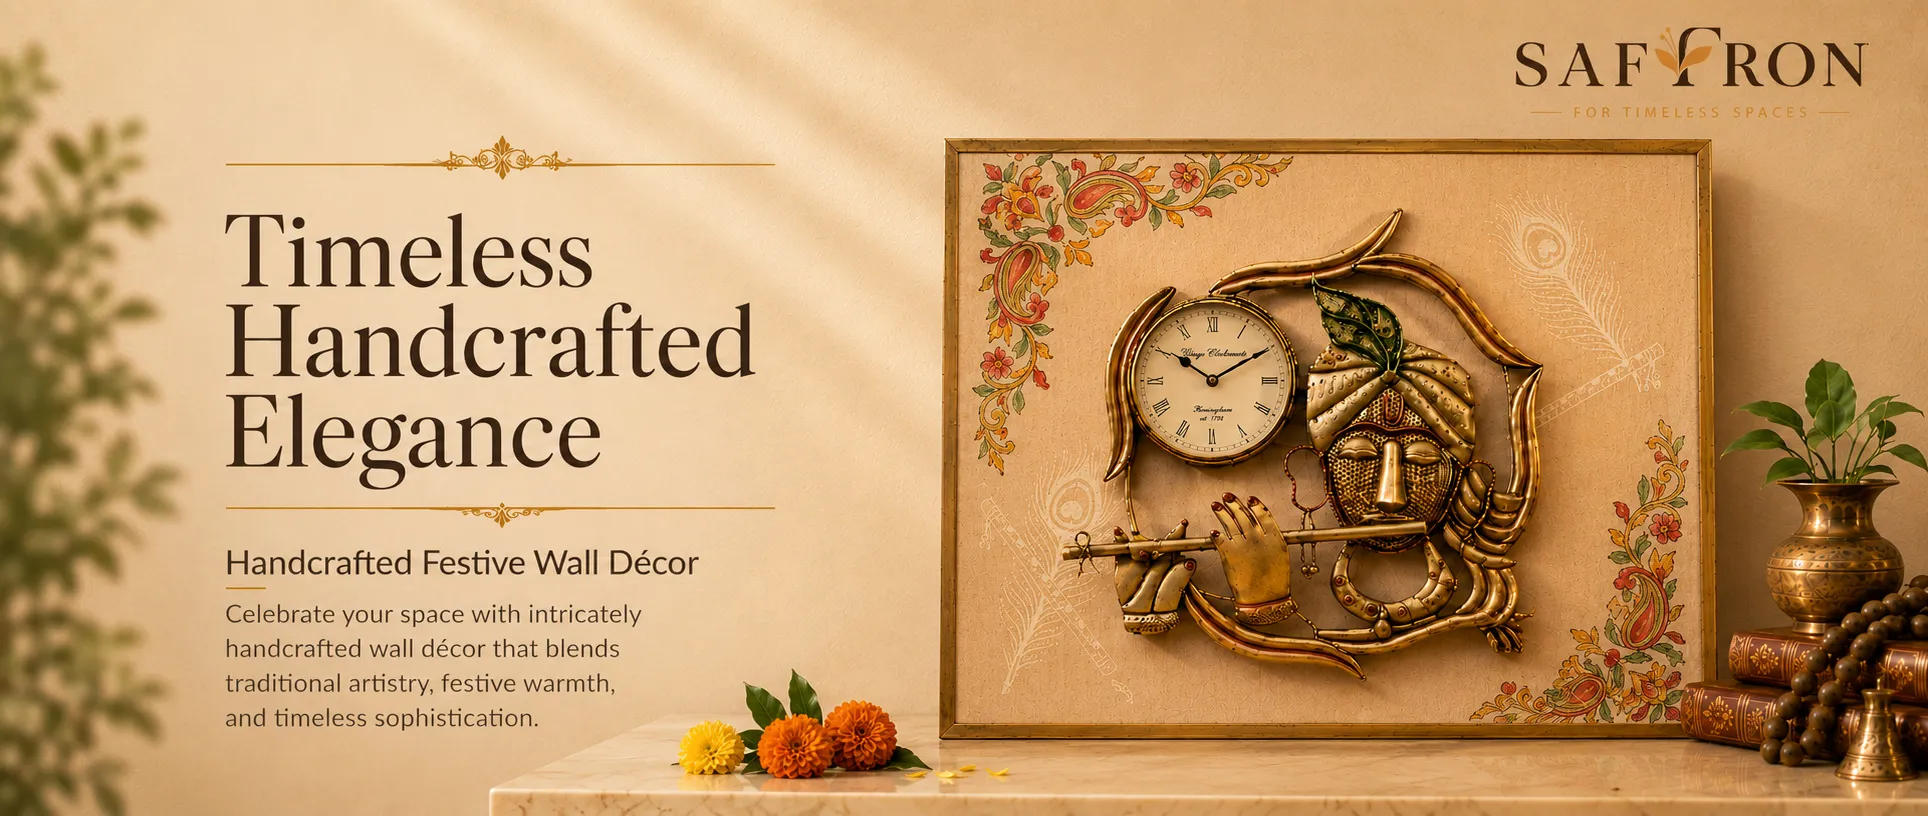 SAFFRON
FOR TIMELESS SPACES
Timeless
Handcrafted
Elegance
Handcrafted Festive Wall Décor
Celebrate your space with intricately
handcrafted wall décor that blends
traditional artistry, festive warmth,
and timeless sophistication.
XII